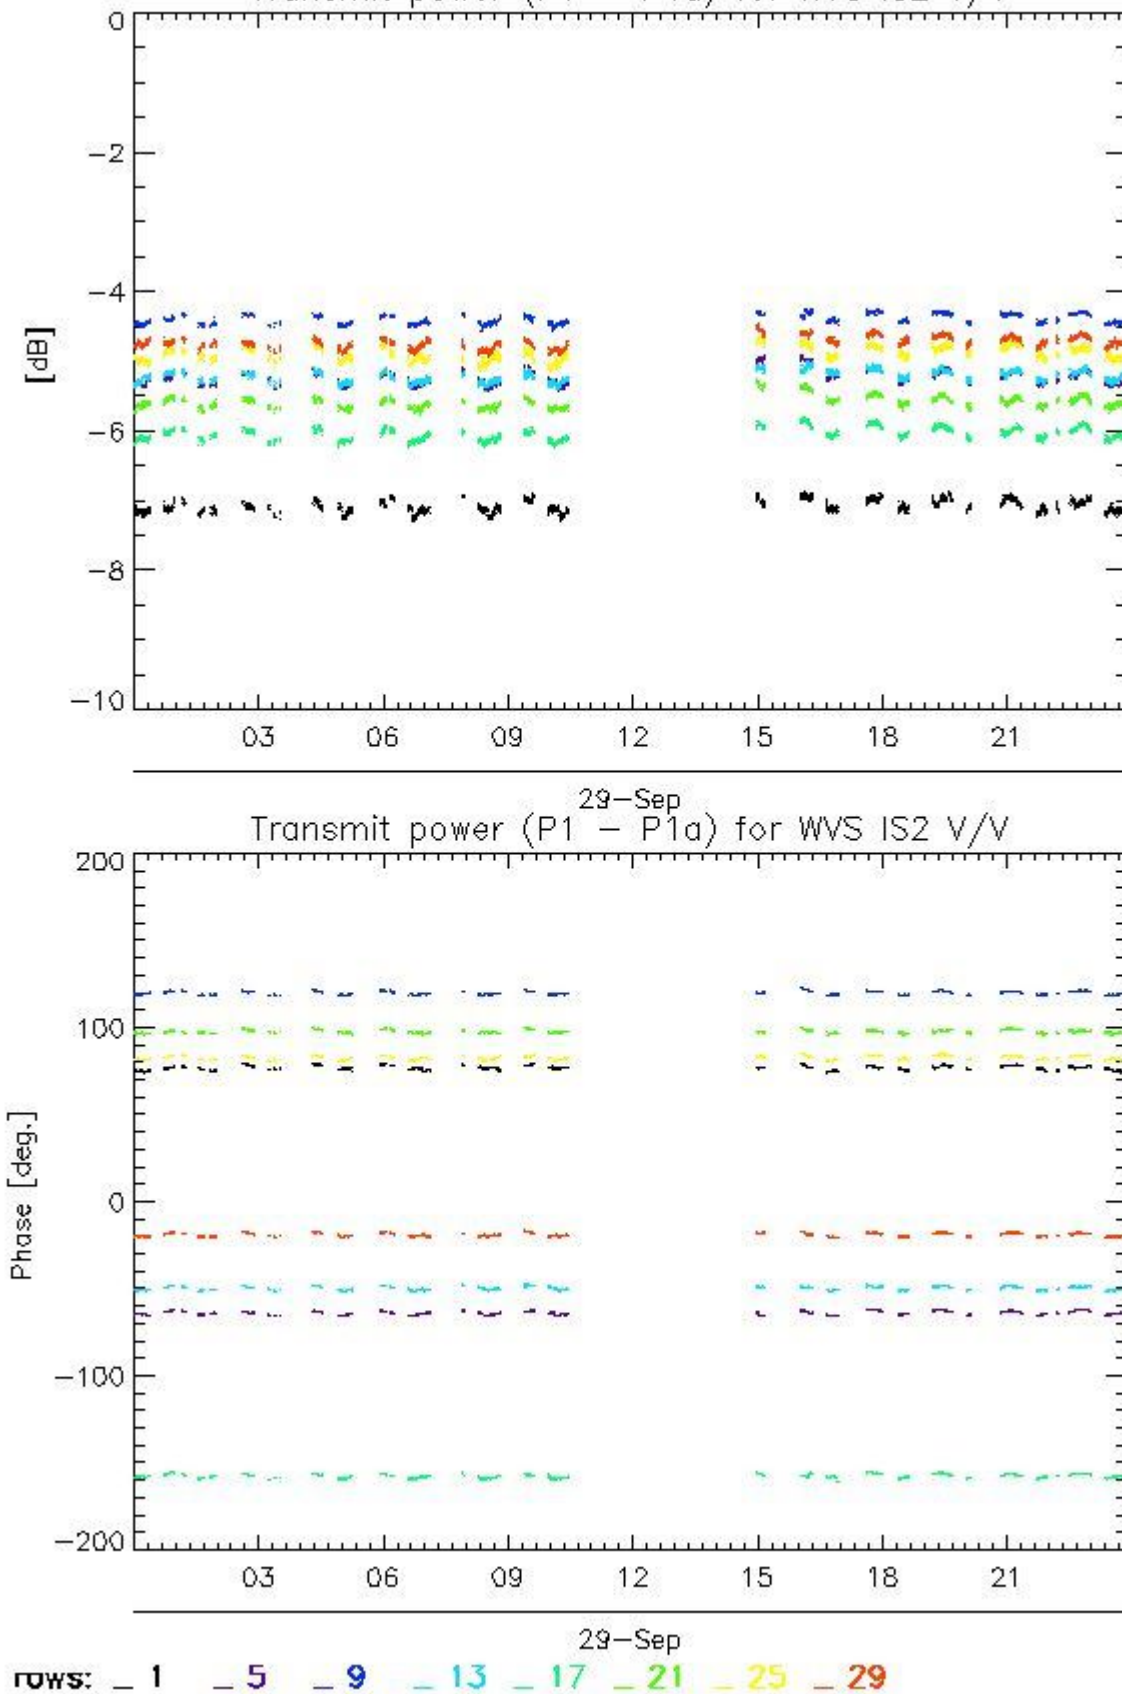 0
−2
−4
[dB]
−6
−8
−10
03 06 09 12 15 18 21
29−Sep
Transmit power (P1 − P1a) for WVS IS2 V/V
200
100
Phase [deg.]
0
−100
−200
03 06 09 12 15 18 21
29−Sep
rows: _ 1 _ 5 _ 9 _ 13 _ 17 _ 21 _ 25 _ 29